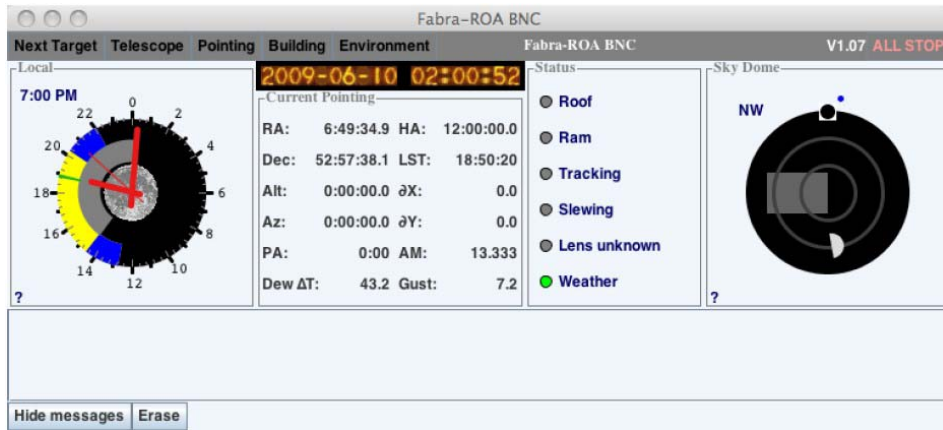 Fabra-ROA BNC
Next Target Telescope Pointing Building Environment Fabra-ROA BNC V1.07 ALL STOP
Local
7:00 PM
0
2
4
6
8
10
12
14
16
18
20
22
?
2009-06-10 02:00:52
Current Pointing
RA: 6:49:34.9 HA: 12:00:00.0
Dec: 52:57:38.1 LST: 18:50:20
Alt: 0:00:00.0 ∂X: 0.0
Az: 0:00:00.0 ∂Y: 0.0
PA: 0:00 AM: 13.333
Dew ΔT: 43.2 Gust: 7.2
Status
Roof
Ram
Tracking
Slewing
Lens unknown
Weather
Sky Dome
NW
?
Hide messages Erase